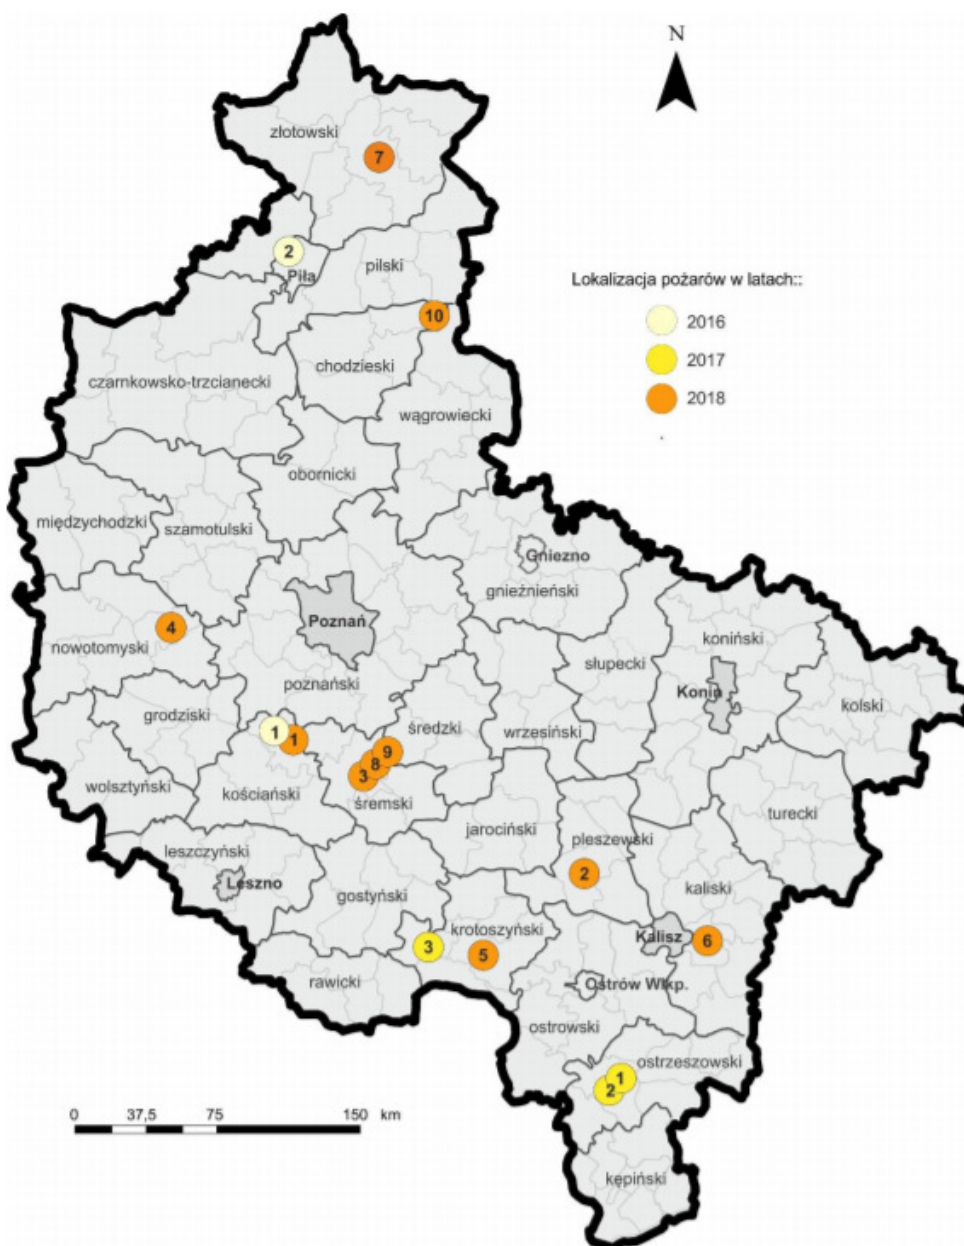 N
złotowski
7
2
Piła
pilski
Lokalizacja pożarów w latach::
10
2016
2017
chodzieski
czarnkowsko-trzcianecki
2018
wągrowiecki
obornicki
międzychodzki
szamotulski
Gniezno
gnieźnieński
Poznań
4
nowotomyski
koniński
słupecki
poznański
Konin
kolski
grodziski
średzki
1
1
wrzesiński
9
8
3
wolsztyński
kościański
śremski
turecki
jarociński
pleszewski
leszczyński
2
Leszno
gostyński
kaliski
krotoszyński
3
5
Kalisz
6
rawicki
Ostrów Wlkp.
ostrowski
ostrzeszowski
1
2
0 37,5 75 150 km
kępiński